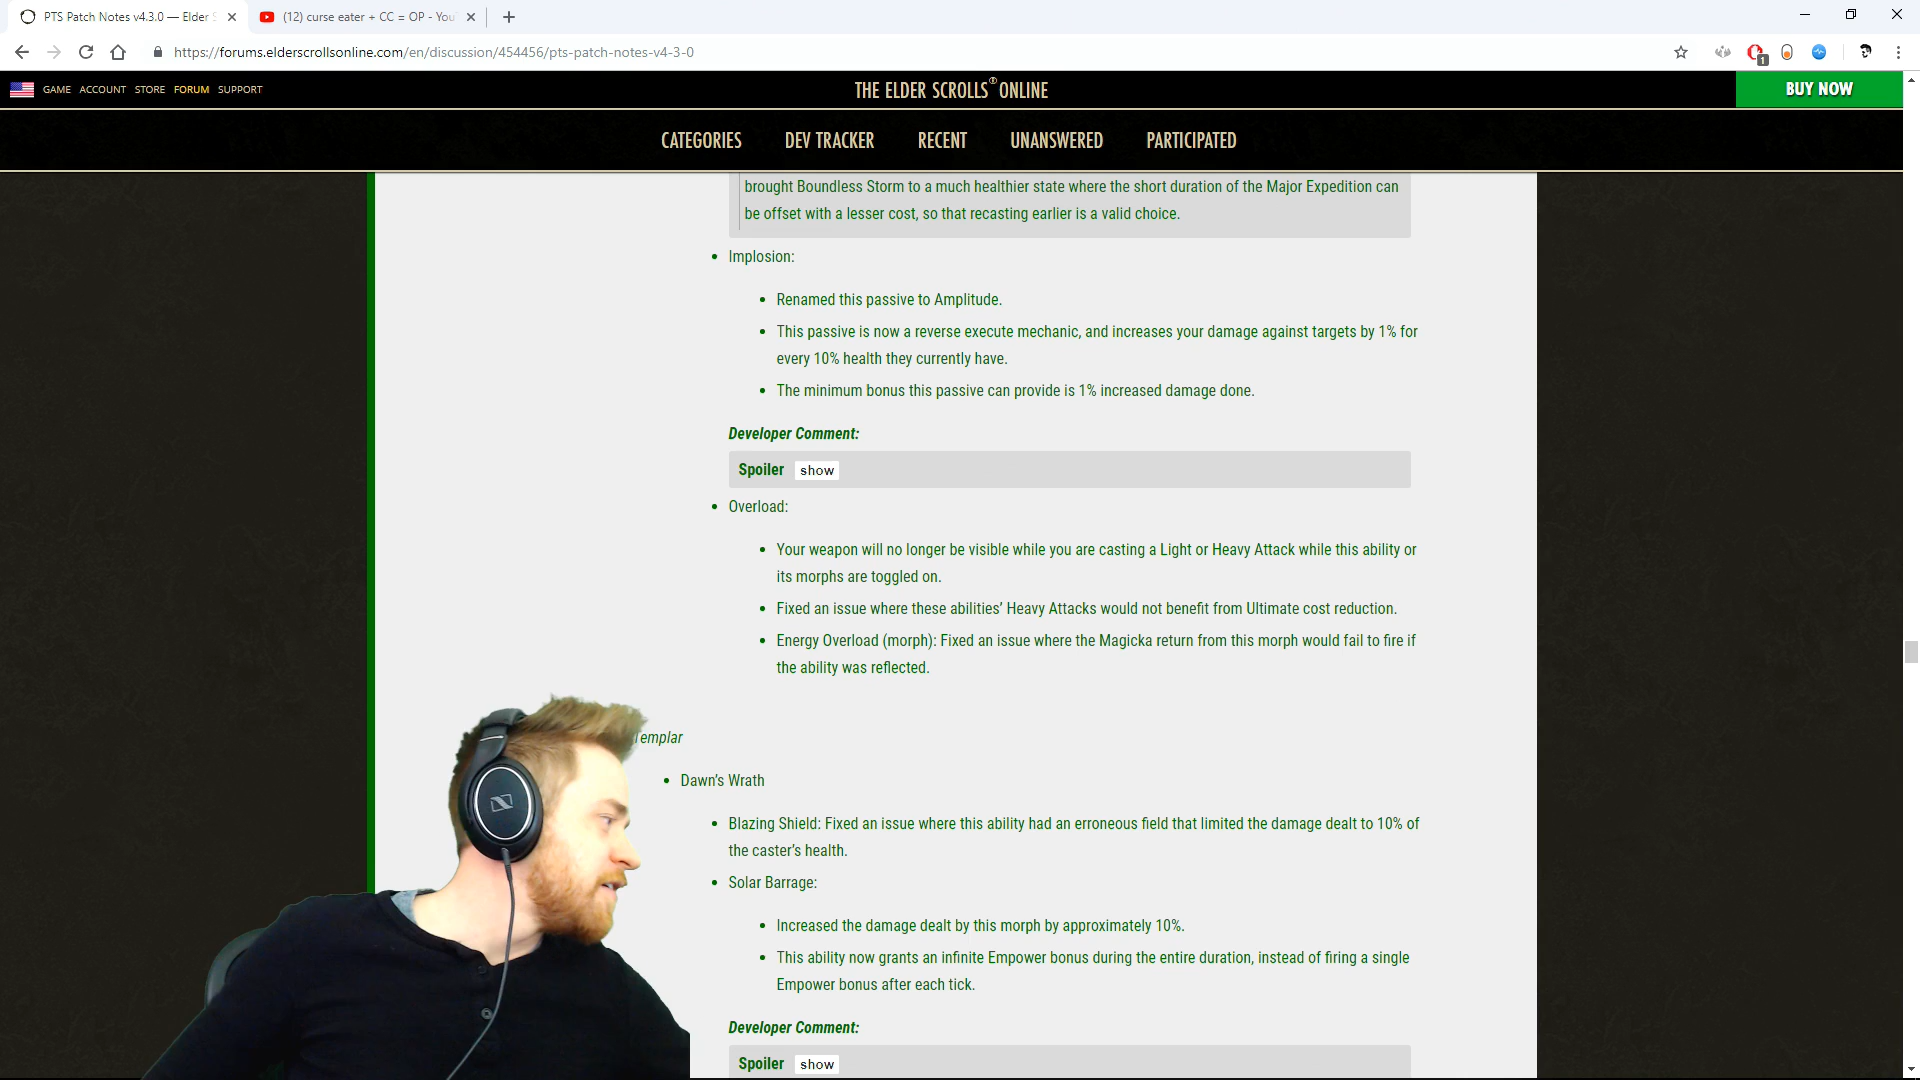 PTS Patch Notes v4.3.0 — Elder S
(12) curse eater + CC = OP - You
https://forums.elderscrollsonline.com/en/discussion/454456/pts-patch-notes-v4-3-0
1
GAME ACCOUNT STORE FORUM SUPPORT
THE ELDER SCROLLS ONLINE
BUY NOW
CATEGORIES DEV TRACKER RECENT UNANSWERED PARTICIPATED
brought Boundless Storm to a much healthier state where the short duration of the Major Expedition can
be offset with a lesser cost, so that recasting earlier is a valid choice.
Implosion:
Renamed this passive to Amplitude.
This passive is now a reverse execute mechanic, and increases your damage against targets by 1% for
every 10% health they currently have.
The minimum bonus this passive can provide is 1% increased damage done.
Developer Comment:
Spoiler show
Overload:
Your weapon will no longer be visible while you are casting a Light or Heavy Attack while this ability or
its morphs are toggled on.
Fixed an issue where these abilities’ Heavy Attacks would not benefit from Ultimate cost reduction.
Energy Overload (morph): Fixed an issue where the Magicka return from this morph would fail to fire if
the ability was reflected.
Templar
Dawn’s Wrath
Blazing Shield: Fixed an issue where this ability had an erroneous field that limited the damage dealt to 10% of
the caster’s health.
Solar Barrage:
Increased the damage dealt by this morph by approximately 10%.
This ability now grants an infinite Empower bonus during the entire duration, instead of firing a single
Empower bonus after each tick.
Developer Comment:
Spoiler show